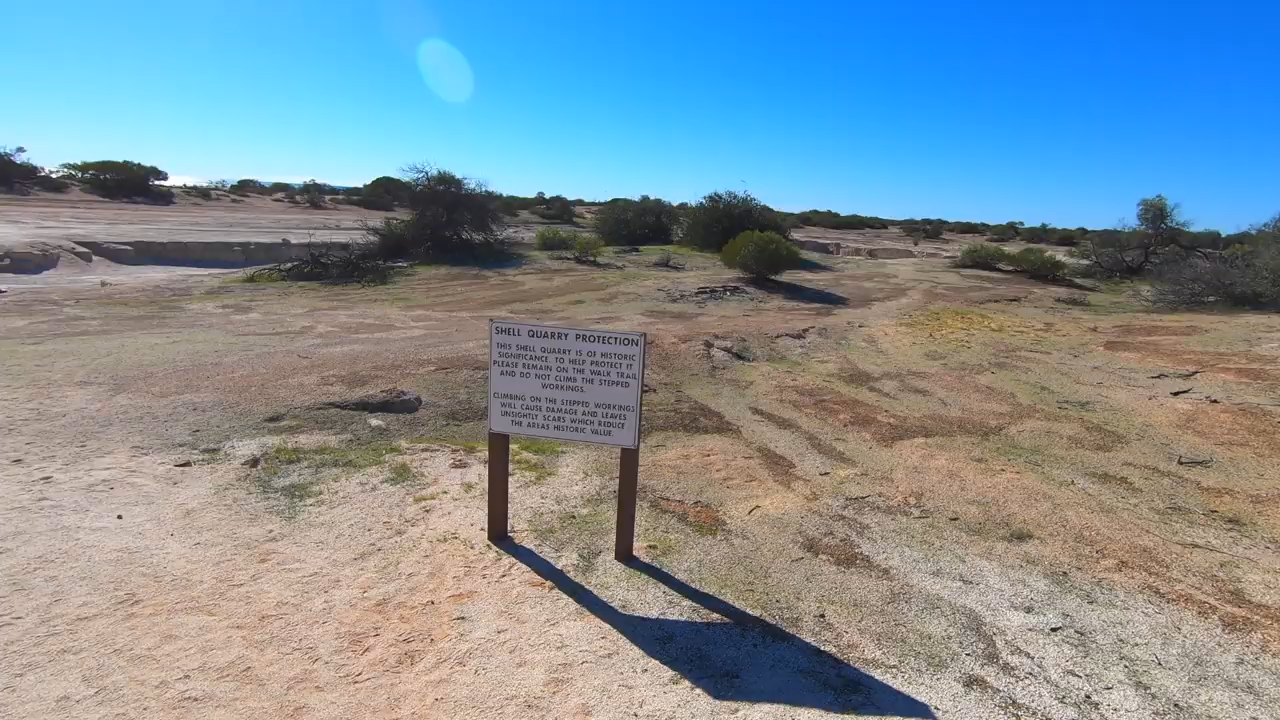 SHELL QUARRY PROTECTION
THIS SHELL QUARRY IS OF HISTORIC
SIGNIFICANCE. TO HELP PROTECT IT
PLEASE REMAIN ON THE WALK TRAIL
AND DO NOT CLIMB THE STEPPED
WORKINGS.
CLIMBING ON THE STEPPED WORKINGS
WILL CAUSE DAMAGE AND LEAVES
UNSIGHTLY SCARS WHICH REDUCE
THE AREAS HISTORIC VALUE.